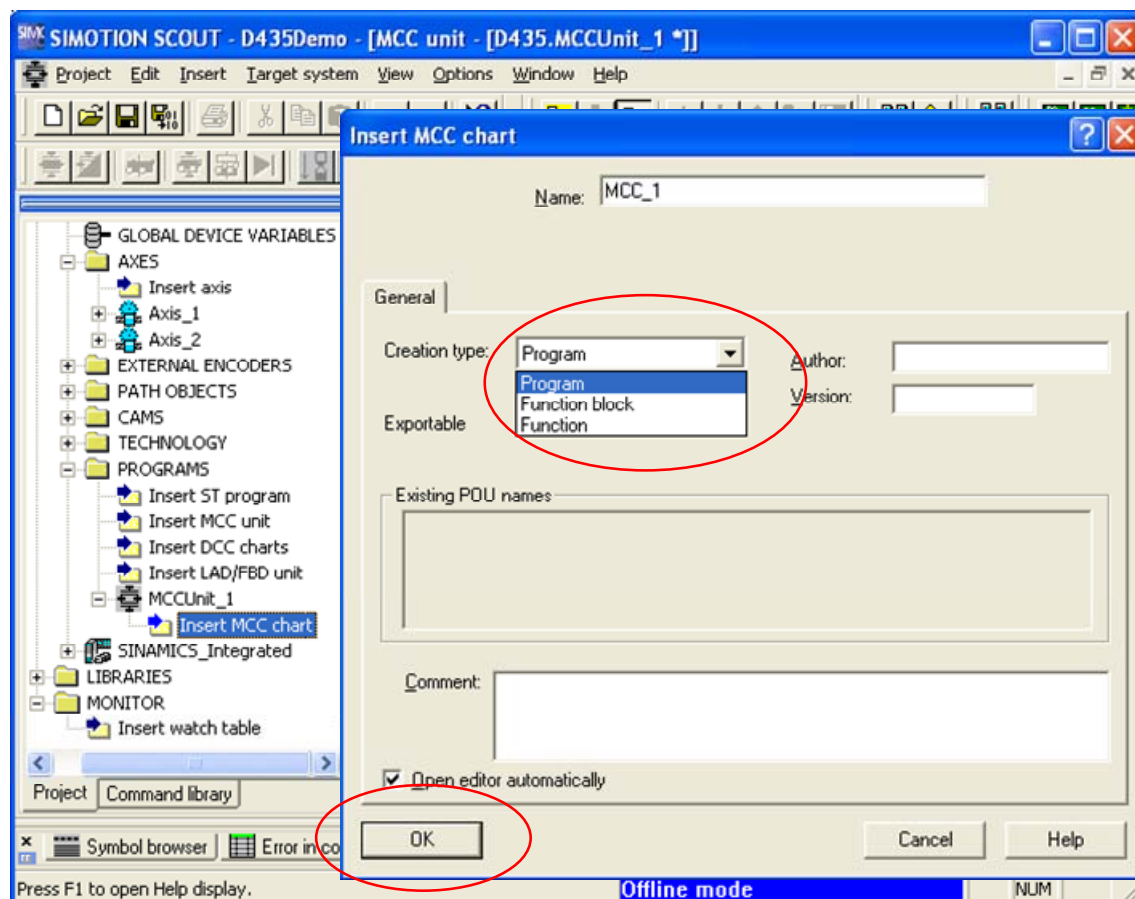 SIMOTION SCOUT - D435Demo - [MCC unit - [D435.MCCUnit_1 *]]
Project Edit Insert Target system View Options Window Help
Insert MCC chart
Name: MCC_1
GLOBAL DEVICE VARIABLES
AXES
Insert axis
Axis_1
Axis_2
EXTERNAL ENCODERS
PATH OBJECTS
CAMS
TECHNOLOGY
PROGRAMS
Insert ST program
Insert MCC unit
Insert DCC charts
Insert LAD/FBD unit
MCCUnit_1
Insert MCC chart
SINAMICS_Integrated
LIBRARIES
MONITOR
Insert watch table
Project Command library
General
Creation type: Program
Program
Function block
Function
Author:
Version:
Exportable
Existing POU names
Comment:
Open editor automatically
OK Cancel Help
Symbol browser Error in co
Press F1 to open Help display. Offline mode NUM